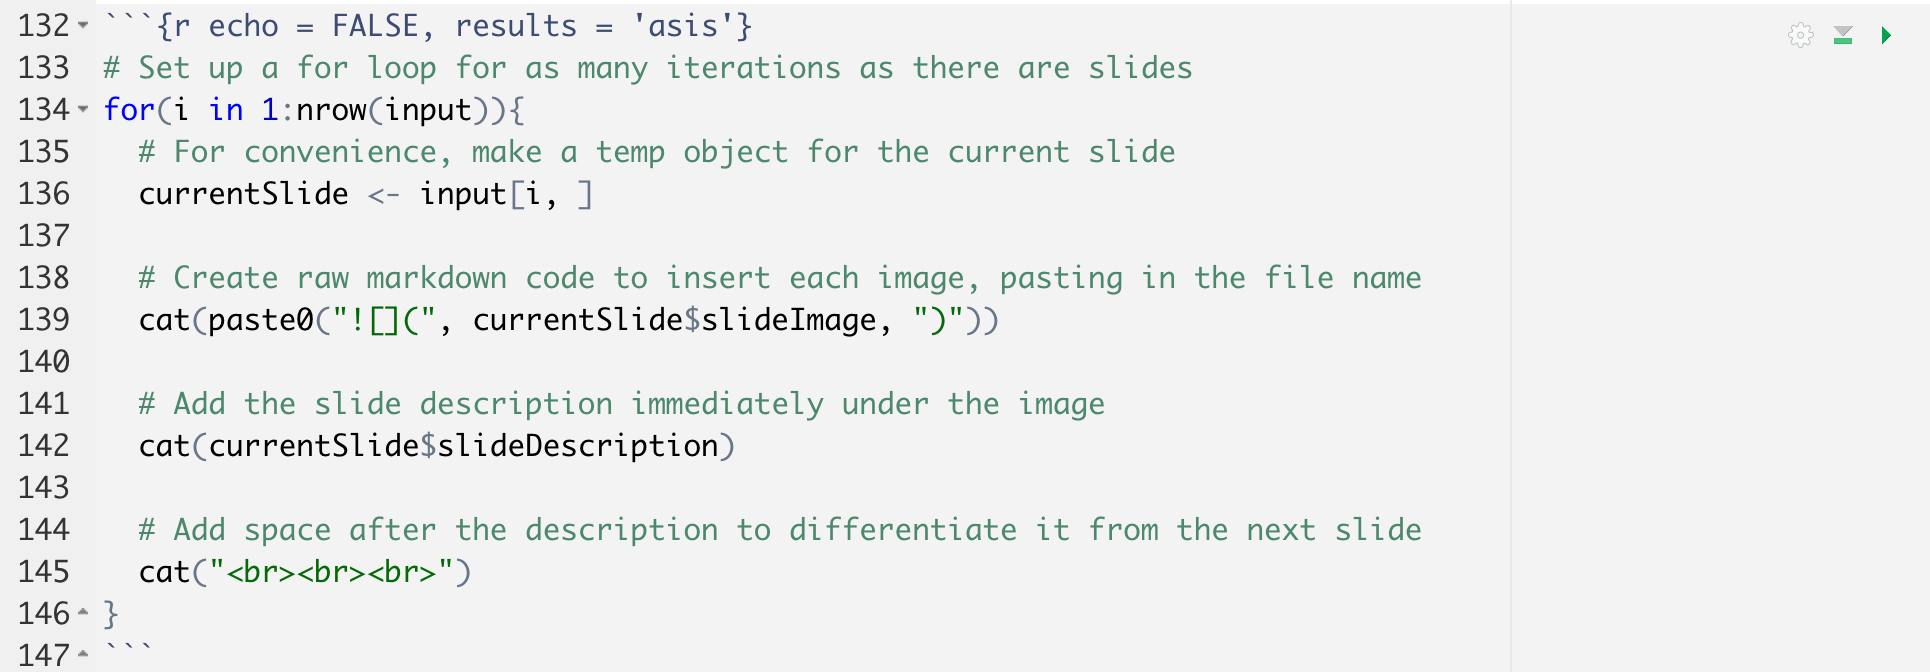 132 ```{r echo = FALSE, results = 'asis'}
133 # Set up a for loop for as many iterations as there are slides
134 for(i in 1:nrow(input)){
135   # For convenience, make a temp object for the current slide
136   currentSlide <- input[i, ]
137
138   # Create raw markdown code to insert each image, pasting in the file name
139   cat(paste0("![](", currentSlide$slideImage, ")"))
140
141   # Add the slide description immediately under the image
142   cat(currentSlide$slideDescription)
143
144   # Add space after the description to differentiate it from the next slide
145   cat("<br><br><br>")
146 }
147 ```